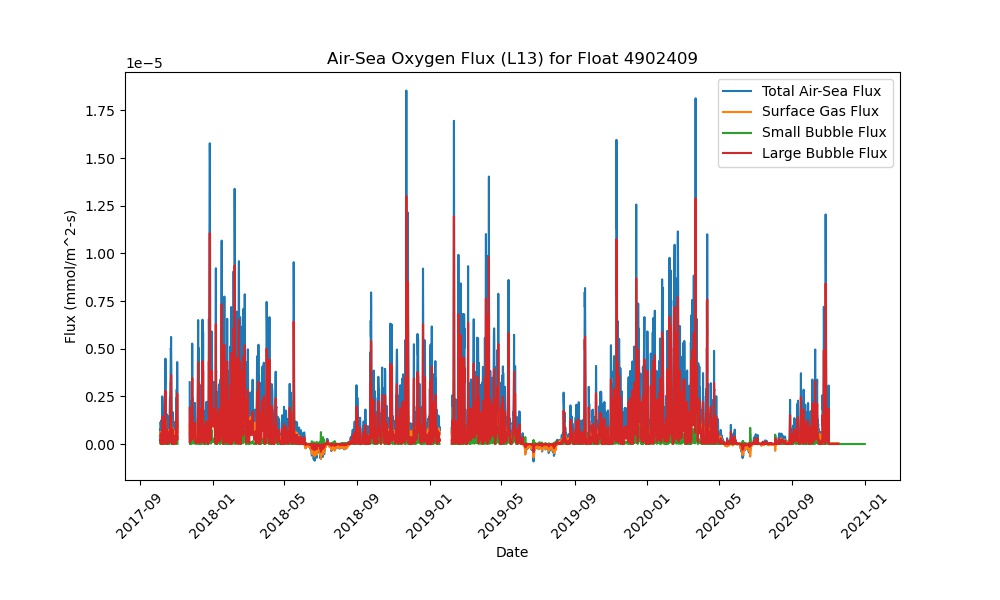 Air-Sea Oxygen Flux (L13) for Float 4902409
1e−5
Total Air-Sea Flux
Surface Gas Flux
Small Bubble Flux
Large Bubble Flux
1.75
1.50
1.25
1.00
0.75
0.50
0.25
0.00
Flux (mmol/m^2-s)
2017-09
2018-01
2018-05
2018-09
2019-01
2019-05
2019-09
2020-01
2020-05
2020-09
2021-01
Date